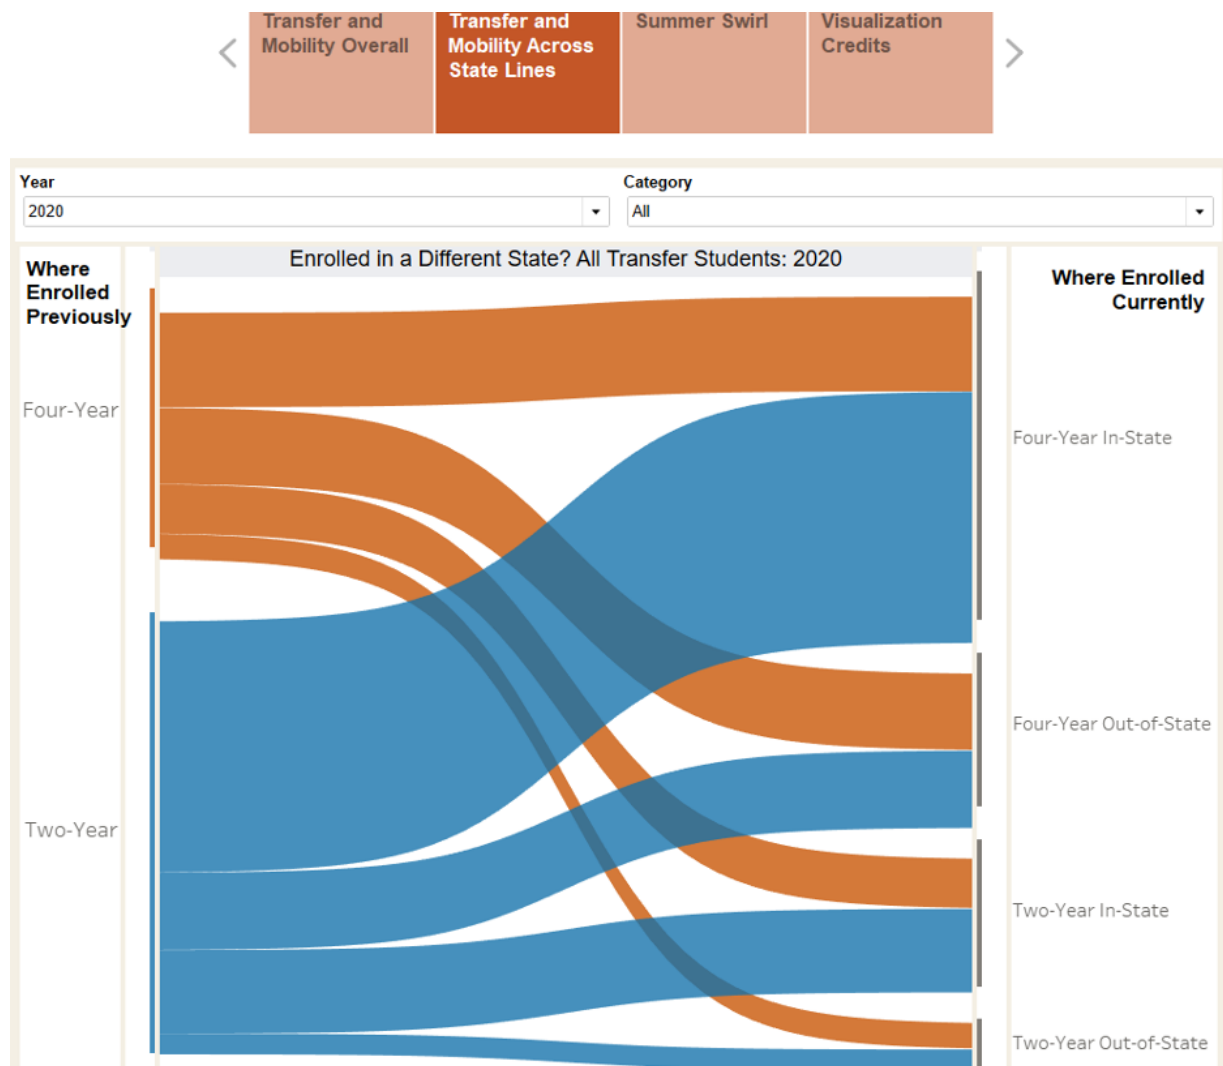 Transfer and
Mobility Overall
Transfer and
Mobility Across
State Lines
Summer Swirl
Visualization
Credits
Year
Category
2020
All
Enrolled in a Different State? All Transfer Students: 2020
Where
Enrolled
Previously
Where Enrolled
Currently
Four-Year
Four-Year In-State
Four-Year Out-of-State
Two-Year
Two-Year In-State
Two-Year Out-of-State